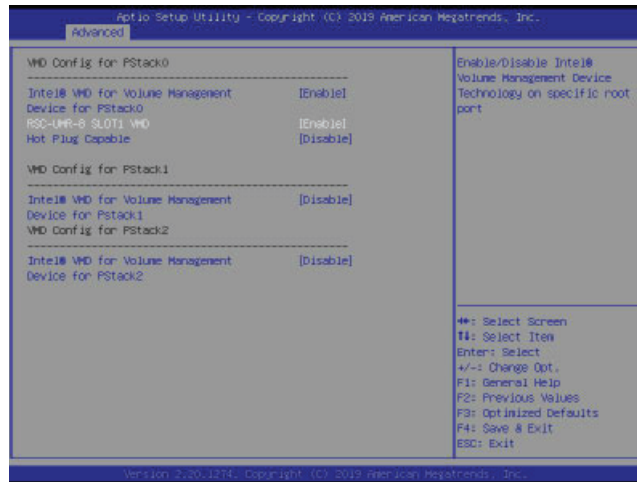 Aptio Setup Utility - Copyright (C) 2019 American Megatrends, Inc.
Advanced
VMD Config for PStack0
Intel® VMD for Volume Management [Enable]
Device for PStack0
RSC-UMR-8 SLOT1 VMD [Enable]
Hot Plug Capable [Disable]
VMD Config for PStack1
Intel® VMD for Volume Management [Disable]
Device for Pstack1
VMD Config for PStack2
Intel® VMD for Volume Management [Disable]
Device for PStack2
Enable/Disable Intel®
Volume Management Device
Technology on specific root
port
: Select Screen
: Select Item
Enter: Select
+/-: Change Opt.
F1: General Help
F2: Previous Values
F3: Optimized Defaults
F4: Save & Exit
ESC: Exit
Version 2.20.1274. Copyright (C) 2019 American Megatrends, Inc.